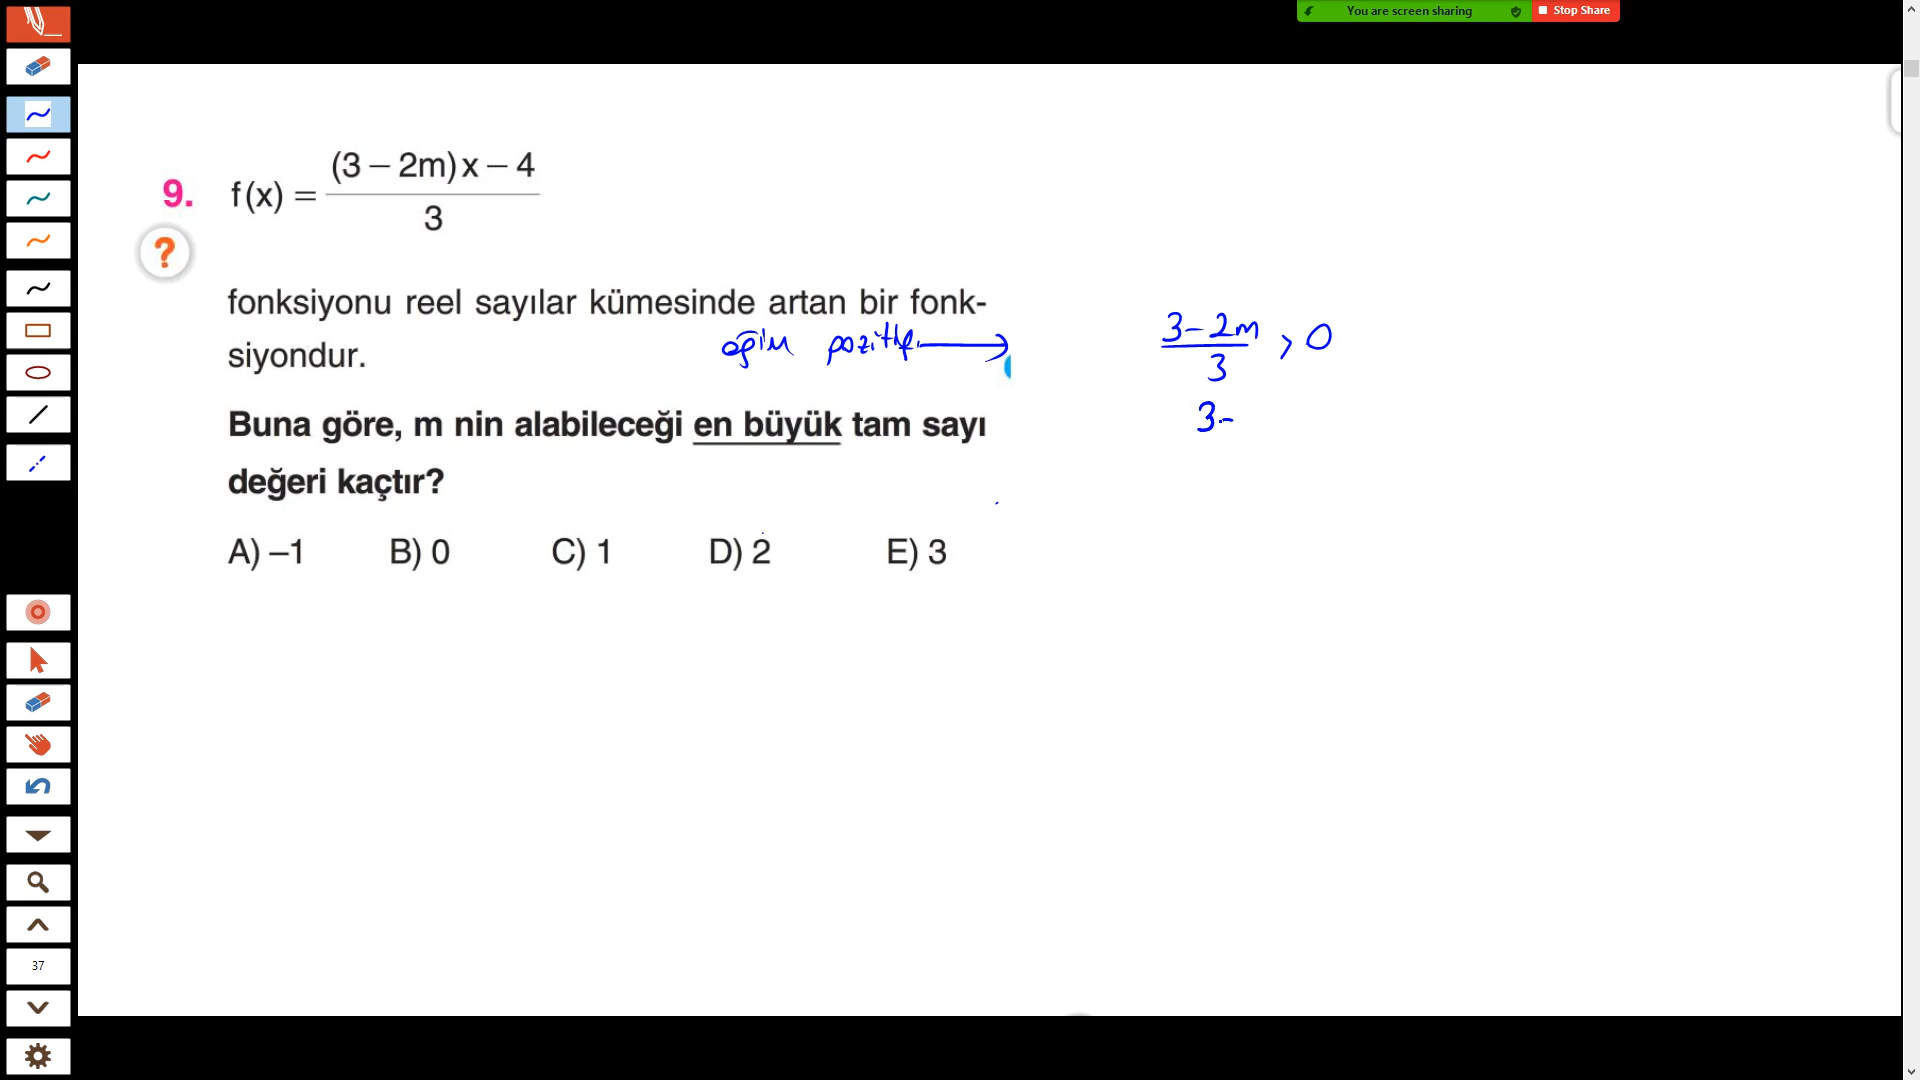 You are screen sharing
Stop Share
9. f(x) = (3 – 2m)x – 4 / 3
?
fonksiyonu reel sayılar kümesinde artan bir fonk-
siyondur.
eğim pozitif
3-2m / 3 > 0
3-
Buna göre, m nin alabileceği en büyük tam sayı
değeri kaçtır?
A) –1 B) 0 C) 1 D) 2 E) 3
37